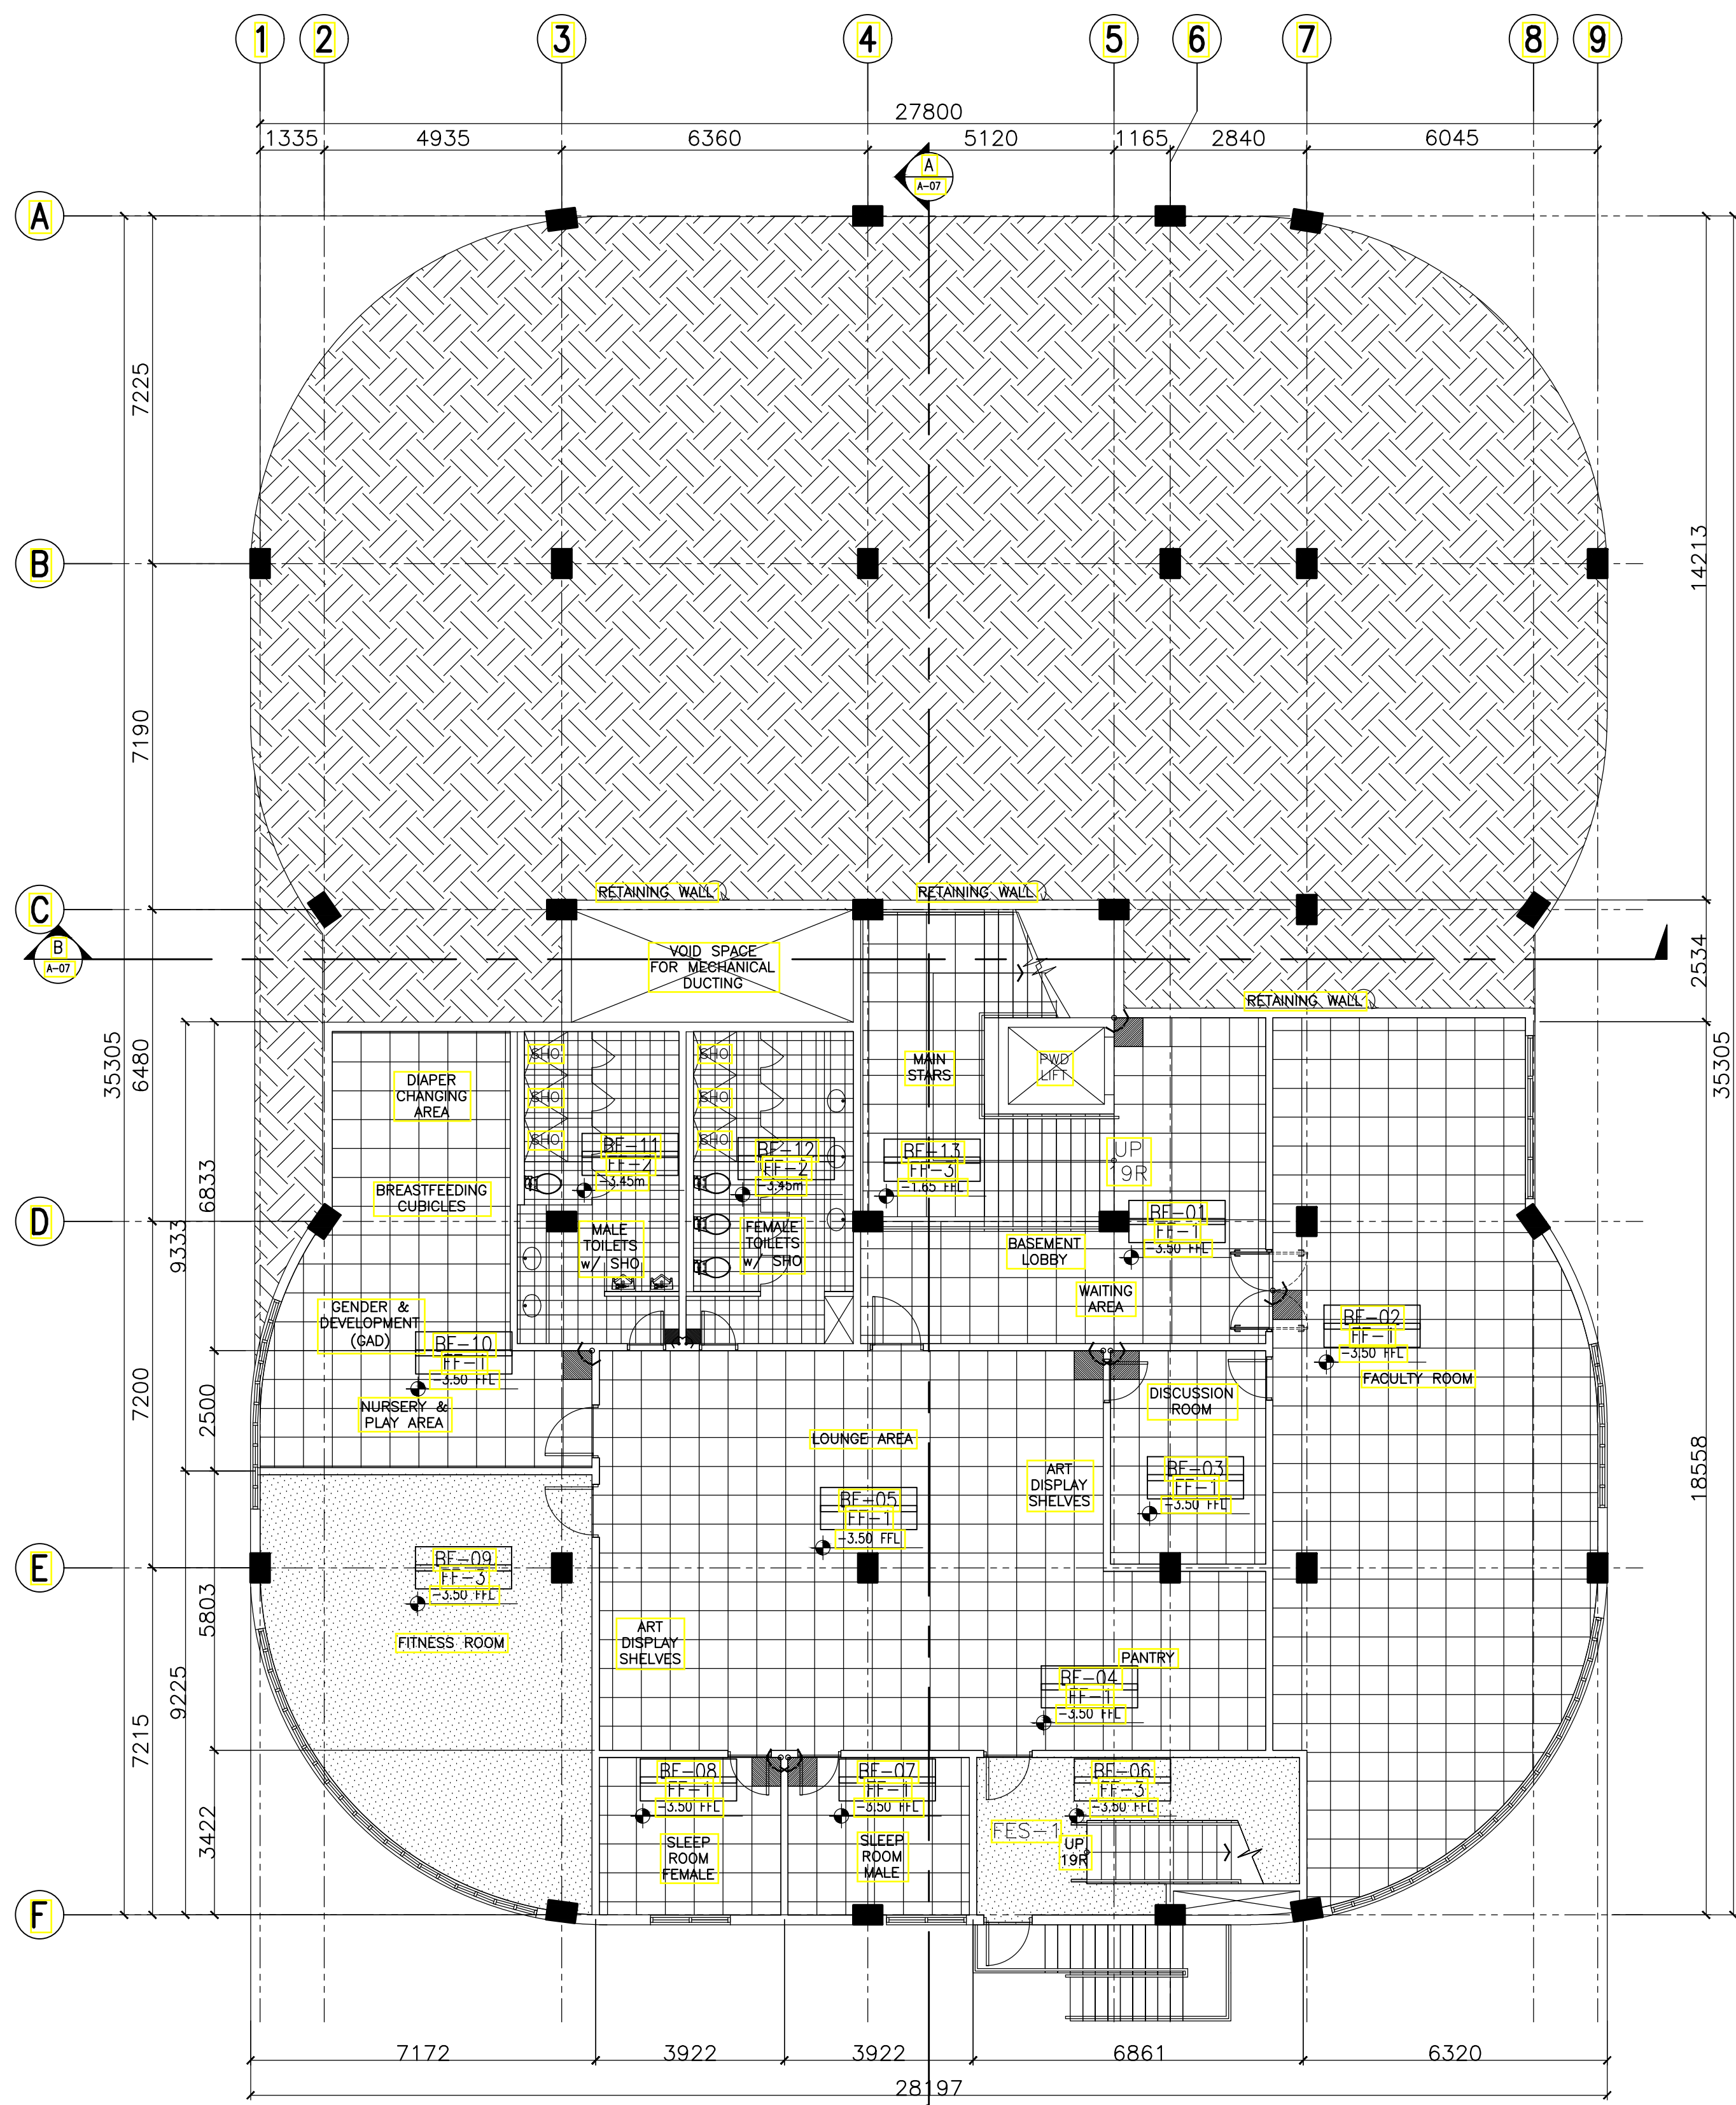 1 2 3 4 5 6 7 8 9
27800
1335 4935 6360 5120 1165 2840 6045
A
A-07
A
7225
B
14213
7190
RETAINING WALL
RETAINING WALL
C
B
A-07
VOID SPACE
FOR MECHANICAL
DUCTING
2534
RETAINING WALL
35305
6480
6833
9333
35305
DIAPER
CHANGING
AREA
SHO
SHO
SHO
SHO
SHO
SHO
MAIN
STARS
PWD
LIFT
BF-11
FF-2
-3.45m
BF-12
FF-2
-3.45m
BF-13
FF-3
-1.65 FFL
UP
19R
BREASTFEEDING
CUBICLES
D
MALE
TOILETS
w/ SHO
FEMALE
TOILETS
w/ SHO
BF-01
FF-1
-3.50 FFL
BASEMENT
LOBBY
WAITING
AREA
GENDER &
DEVELOPMENT
(GAD)
BF-10
FF-1
-3.50 FFL
BF-02
FF-1
-3.50 FFL
FACULTY ROOM
7200
2500
NURSERY &
PLAY AREA
DISCUSSION
ROOM
LOUNGE AREA
ART
DISPLAY
SHELVES
BF-03
FF-1
-3.50 FFL
BF-05
FF-1
-3.50 FFL
18558
E
BF-09
FF-3
-3.50 FFL
5803
FITNESS ROOM
ART
DISPLAY
SHELVES
PANTRY
BF-04
FF-1
-3.50 FFL
9225
7215
BF-08
FF-1
-3.50 FFL
BF-07
FF-1
-3.50 FFL
BF-06
FF-3
-3.50 FFL
3422
SLEEP
ROOM
FEMALE
SLEEP
ROOM
MALE
FES-1
UP
19R
F
7172 3922 3922 6861 6320
28197